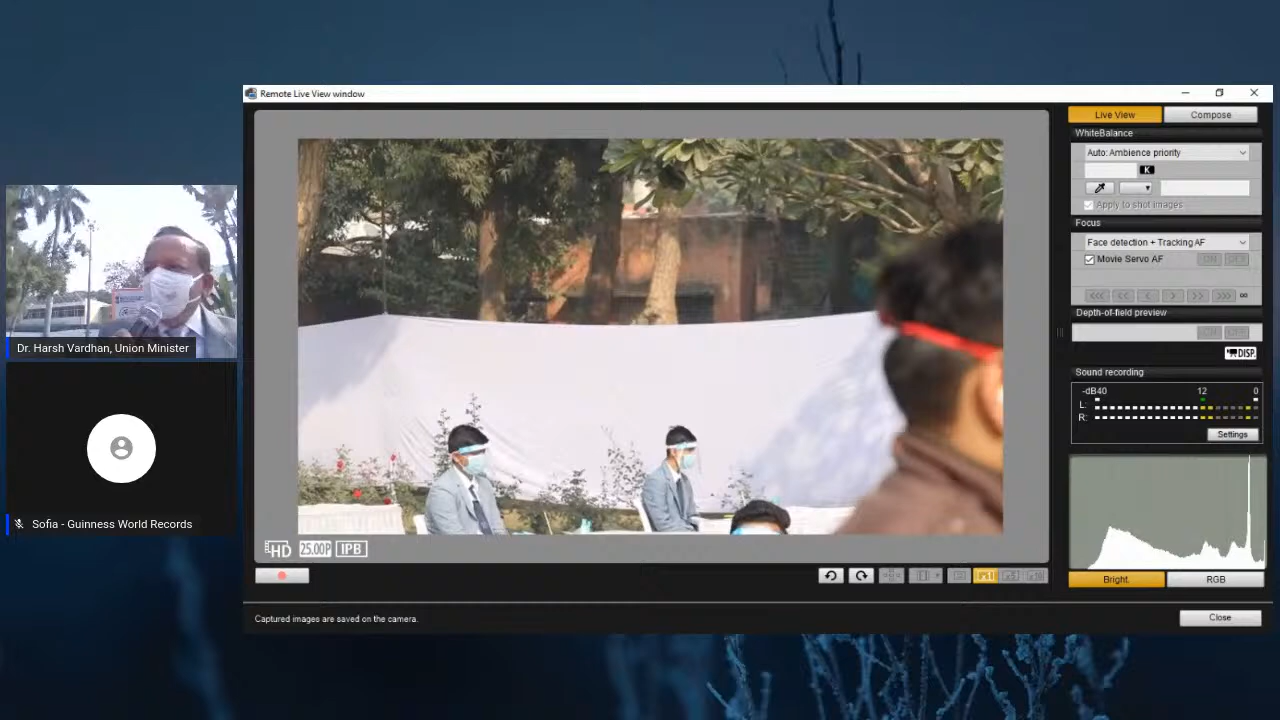 Remote Live View window
Live View
Compose
WhiteBalance
Auto: Ambience priority
K
Apply to shot images
Focus
Face detection + Tracking AF
Movie Servo AF
ON
OFF
<<<
<<
<
>
>>
>>>
∞
Depth-of-field preview
ON
OFF
DISP.
Sound recording
-dB40 12 0
L:
R:
Settings
Bright.
RGB
HD 25.00P IPB
Captured images are saved on the camera.
Close
Dr. Harsh Vardhan, Union Minister
Sofia - Guinness World Records